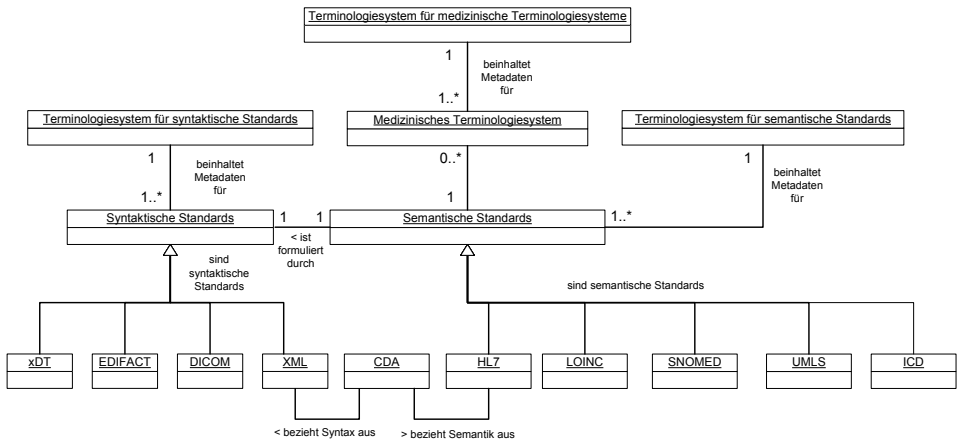 Terminologiesystem für medizinische Terminologiesysteme
1
beinhaltet
Metadaten
für
1..*
Terminologiesystem für syntaktische Standards
Medizinisches Terminologiesystem
Terminologiesystem für semantische Standards
1
beinhaltet
Metadaten
für
0..*
1
beinhaltet
Metadaten
für
1..*
1
Syntaktische Standards
1
1
Semantische Standards
1..*
< ist
formuliert
durch
sind
syntaktische
Standards
sind semantische Standards
xDT
EDIFACT
DICOM
XML
CDA
HL7
LOINC
SNOMED
UMLS
ICD
< bezieht Syntax aus
> bezieht Semantik aus